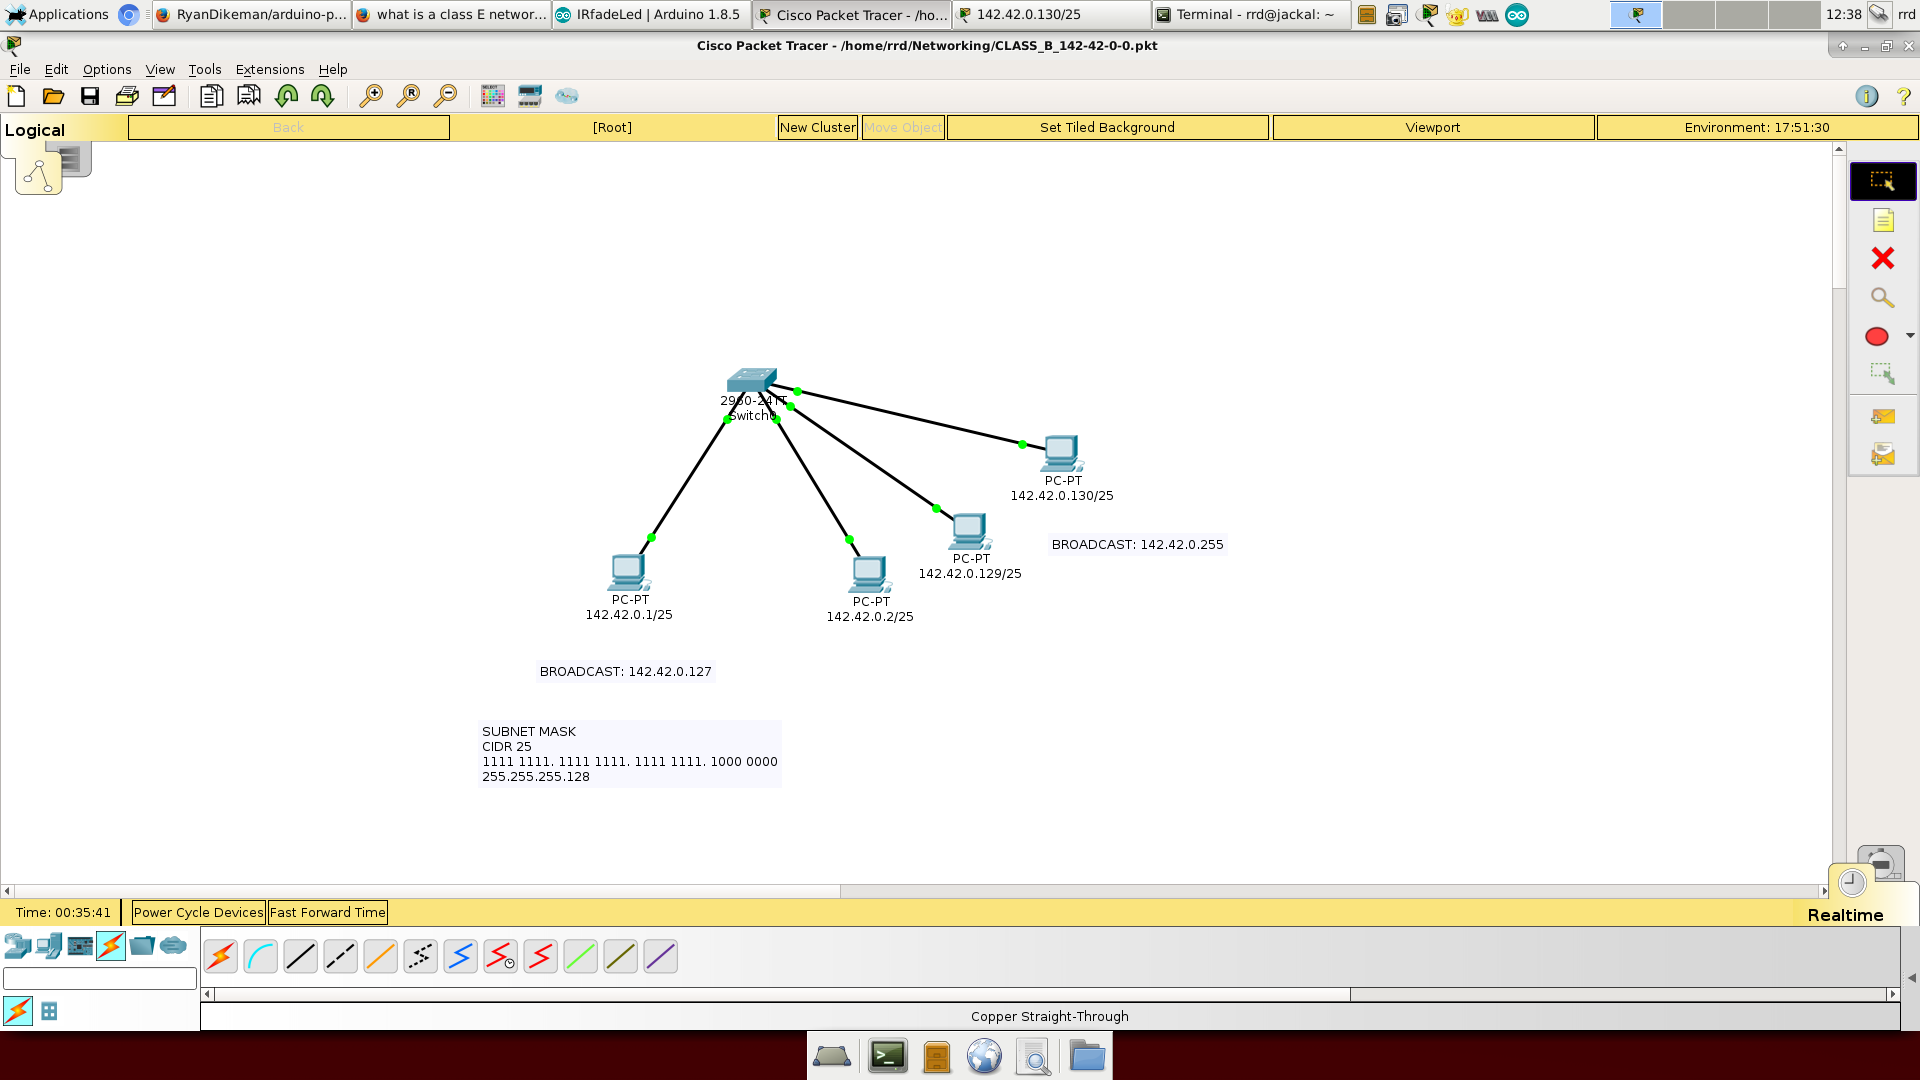 Applications
RyanDikeman/arduino-p...
what is a class E networ...
IRfadeLed | Arduino 1.8.5
Cisco Packet Tracer - /ho...
142.42.0.130/25
Terminal - rrd@jackal: ~
12:38
rrd
Cisco Packet Tracer - /home/rrd/Networking/CLASS_B_142-42-0-0.pkt
File Edit Options View Tools Extensions Help
Logical
Back
[Root]
New Cluster
Move Object
Set Tiled Background
Viewport
Environment: 17:51:30
2960-24TT
Switch0
PC-PT
142.42.0.130/25
BROADCAST: 142.42.0.255
PC-PT
142.42.0.129/25
PC-PT
142.42.0.1/25
PC-PT
142.42.0.2/25
BROADCAST: 142.42.0.127
SUBNET MASK
CIDR 25
1111 1111. 1111 1111. 1111 1111. 1000 0000
255.255.255.128
Time: 00:35:41
Power Cycle Devices
Fast Forward Time
Realtime
Copper Straight-Through